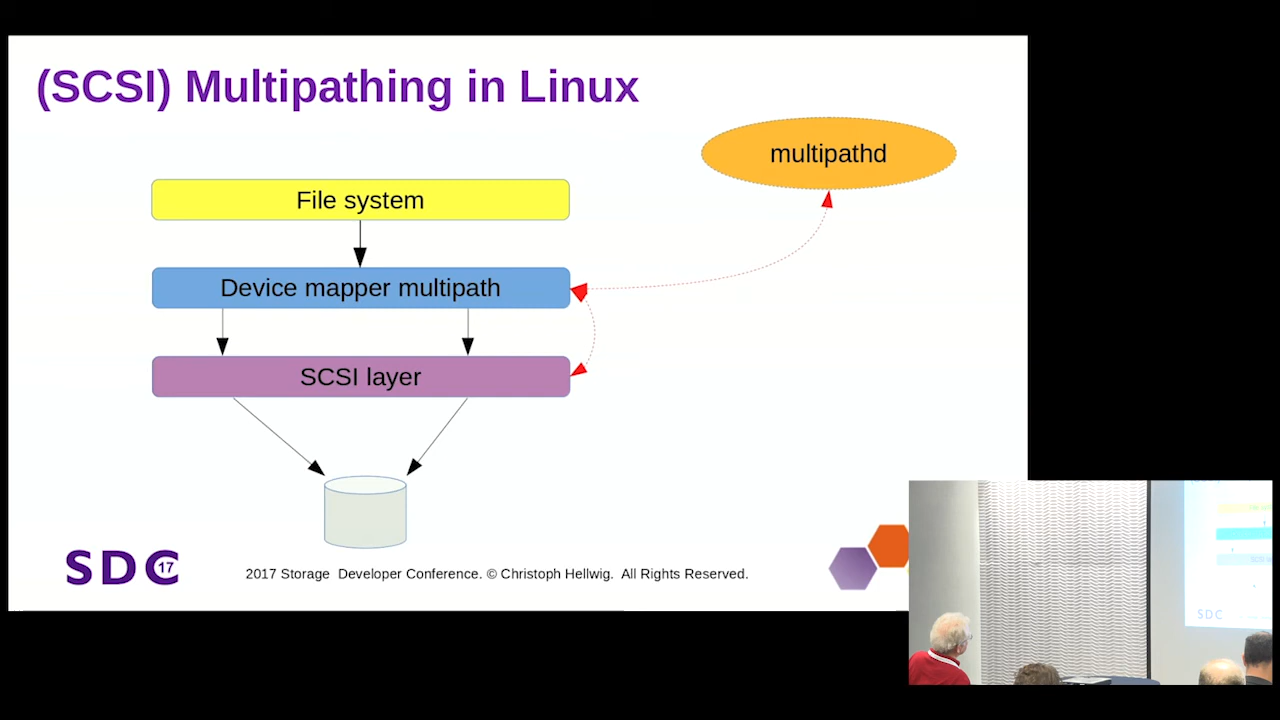 (SCSI) Multipathing in Linux
multipathd
File system
Device mapper multipath
SCSI layer
SDC 17
2017 Storage Developer Conference. © Christoph Hellwig. All Rights Reserved.
SDC